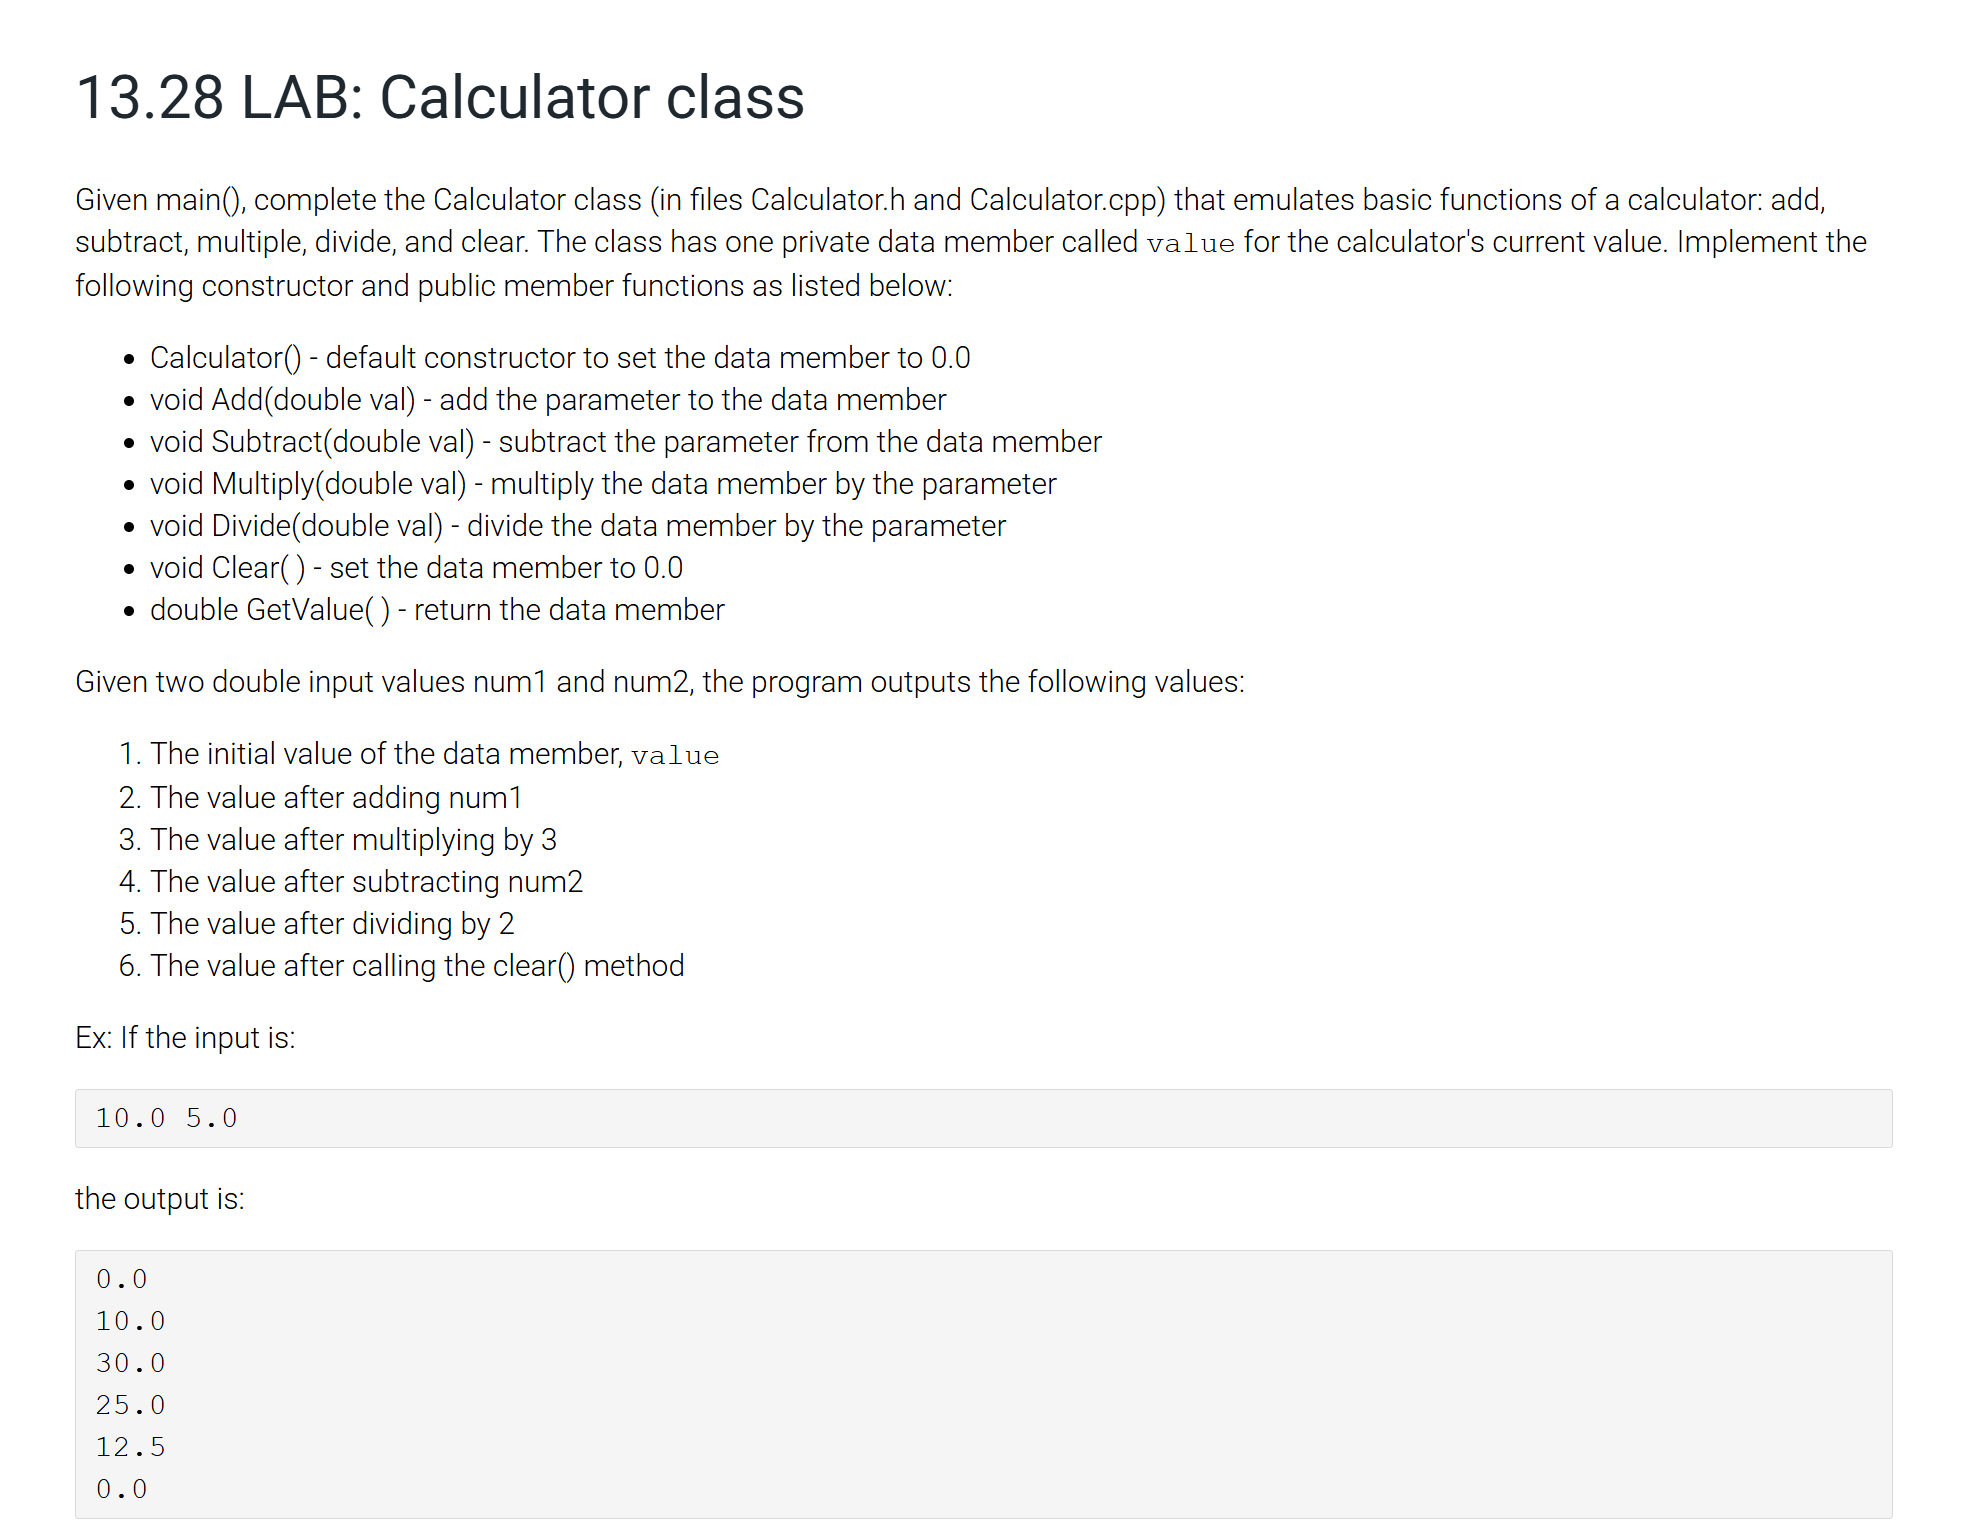 13.28 LAB: Calculator class
Given main(), complete the Calculator class (in files Calculator.h and Calculator.cpp) that emulates basic functions of a calculator: add,
subtract, multiple, divide, and clear. The class has one private data member called value for the calculator's current value. Implement the
following constructor and public member functions as listed below:
• Calculator() - default constructor to set the data member to 0.0
• void Add(double val) - add the parameter to the data member
• void Subtract(double val) - subtract the parameter from the data member
• void Multiply(double val) - multiply the data member by the parameter
• void Divide(double val) - divide the data member by the parameter
• void Clear( ) - set the data member to 0.0
• double GetValue( ) - return the data member
Given two double input values num1 and num2, the program outputs the following values:
1. The initial value of the data member, value
2. The value after adding num1
3. The value after multiplying by 3
4. The value after subtracting num2
5. The value after dividing by 2
6. The value after calling the clear() method
Ex: If the input is:
10.0 5.0
the output is:
0.0
10.0
30.0
25.0
12.5
0.0